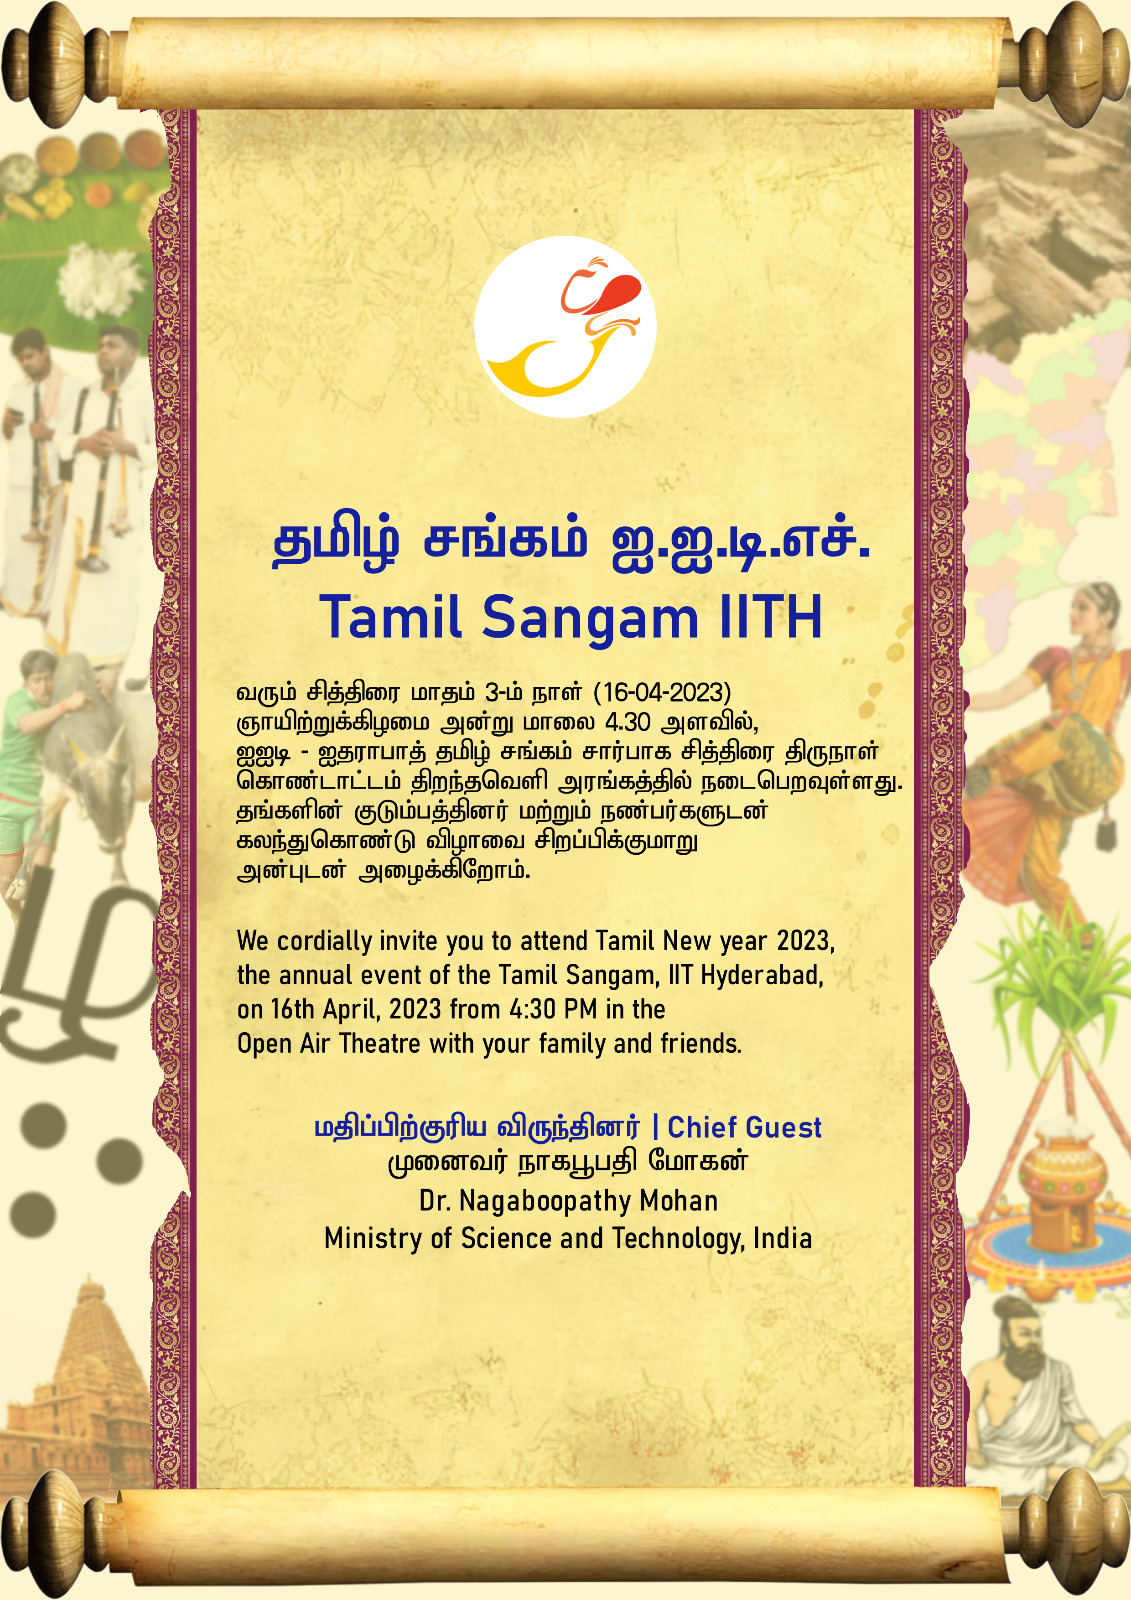 தமிழ் சங்கம் ஐ.ஐ.டி.எச்.
Tamil Sangam IITH
வரும் சித்திரை மாதம் 3-ம் நாள் (16-04-2023)
ஞாயிற்றுக்கிழமை அன்று மாலை 4.30 அளவில்,
ஐஐடி - ஐதராபாத் தமிழ் சங்கம் சார்பாக சித்திரை திருநாள்
கொண்டாட்டம் திறந்தவெளி அரங்கத்தில் நடைபெறவுள்ளது.
தங்களின் குடும்பத்தினர் மற்றும் நண்பர்களுடன்
கலந்துகொண்டு விழாவை சிறப்பிக்குமாறு
அன்புடன் அழைக்கிறோம்.
We cordially invite you to attend Tamil New year 2023,
the annual event of the Tamil Sangam, IIT Hyderabad,
on 16th April, 2023 from 4:30 PM in the
Open Air Theatre with your family and friends.
மதிப்பிற்குரிய விருந்தினர் | Chief Guest
முனைவர் நாகபூபதி மோகன்
Dr. Nagaboopathy Mohan
Ministry of Science and Technology, India
ழ்